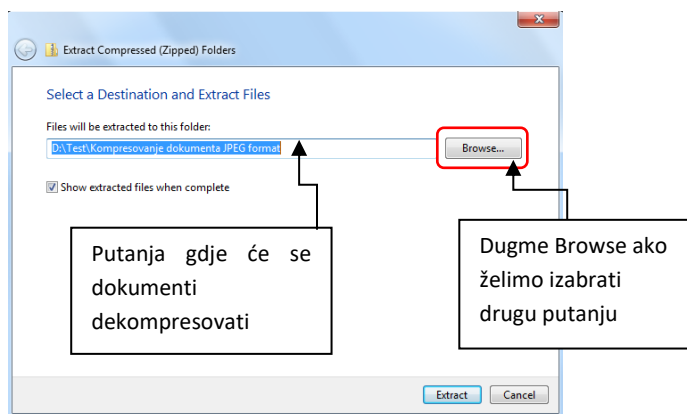 Extract Compressed (Zipped) Folders
Select a Destination and Extract Files
Files will be extracted to this folder:
D:\Test\Kompresovanje dokumenta JPEG format
Browse...
Show extracted files when complete
Putanja gdje će se
dokumenti
dekompresovati
Dugme Browse ako
želimo izabrati
drugu putanju
Extract
Cancel